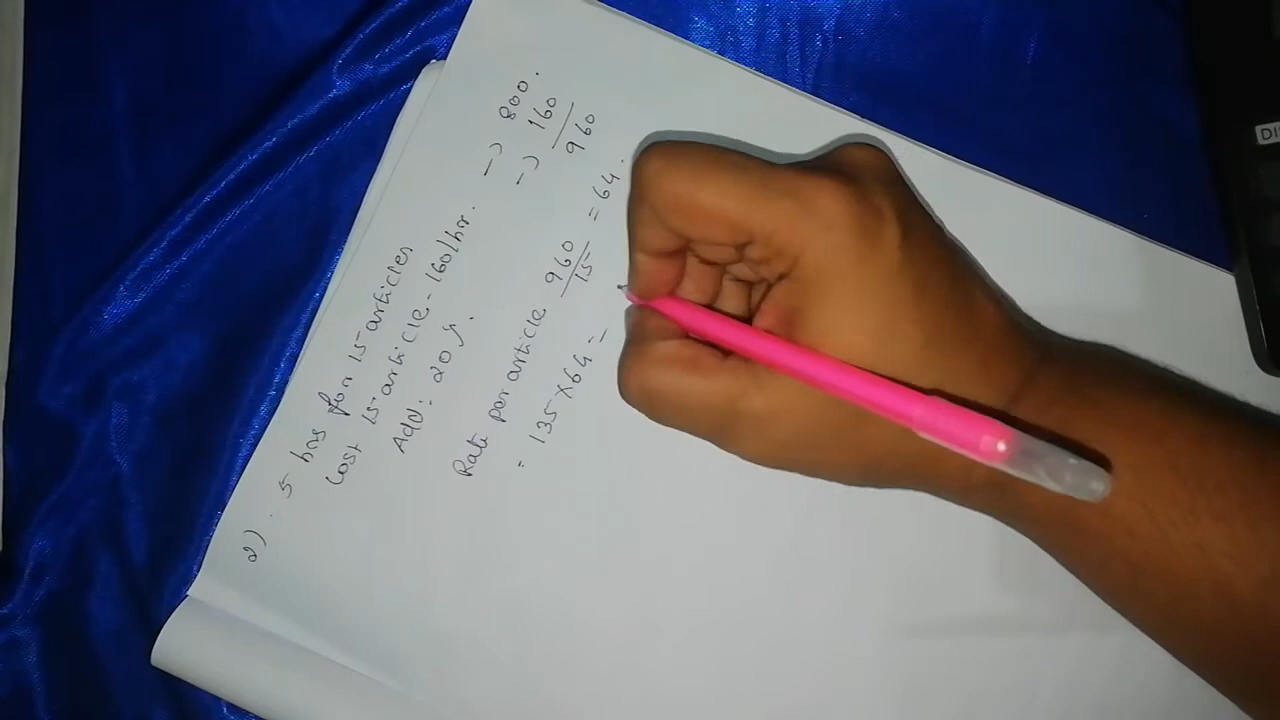 2). 5 hrs for 15 articles
Cost 15 article - 160/hr. -> 800.
Add: 20%. -> 160
960
Rate per article 960/15 = 64.
= 135 x 64 =
DI